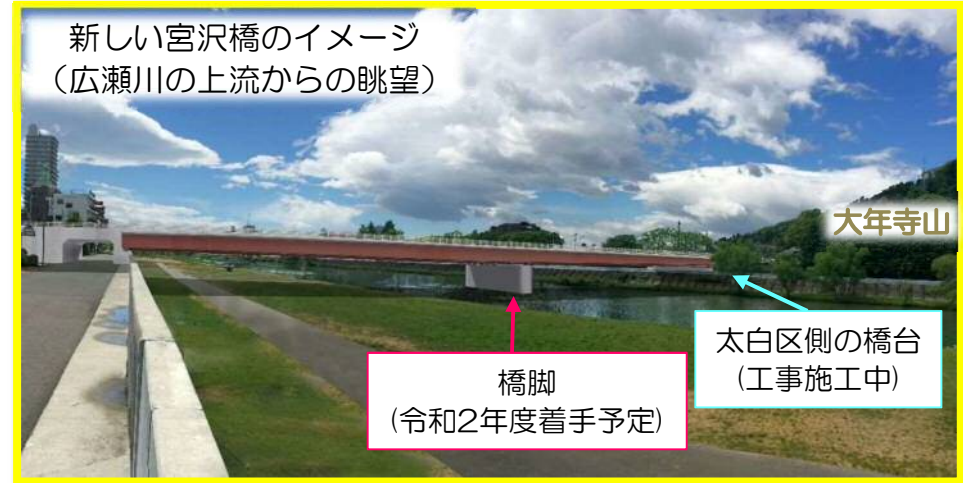 新しい宮沢橋のイメージ
（広瀬川の上流からの眺望）
大年寺山
太白区側の橋台
(工事施工中)
橋脚
(令和2年度着手予定)